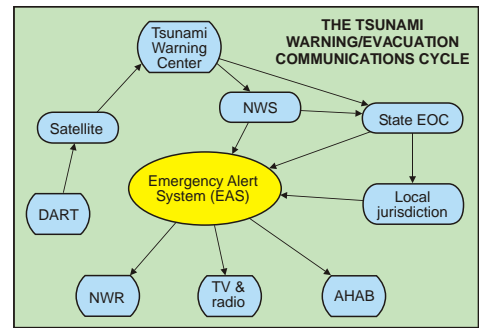 THE TSUNAMI
WARNING/EVACUATION
COMMUNICATIONS CYCLE
Tsunami
Warning
Center
NWS
State EOC
Satellite
Emergency Alert
System (EAS)
Local
jurisdiction
DART
NWR
TV &
radio
AHAB